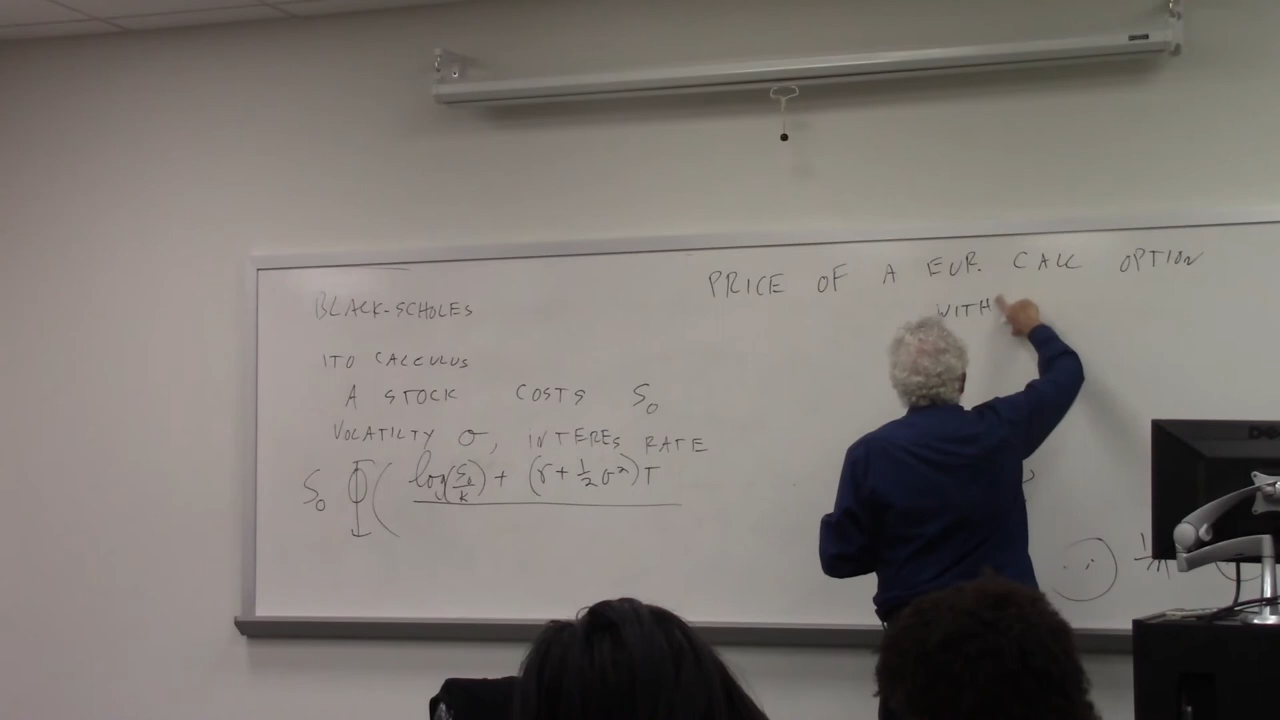 BLACK-SCHOLES
ITO CALCULUS
A STOCK COSTS S₀
VOLATILTY σ, INTERES RATE
S₀ Φ( log(S₀/K) + (r + ½σ²)T
PRICE OF A EUR. CALL OPTION
WITH